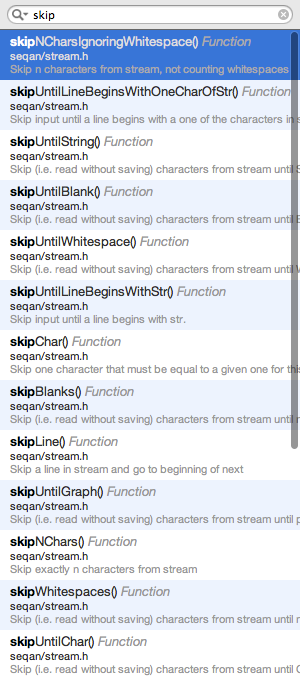 skip
skipNCharsIgnoringWhitespace() Function
seqan/stream.h
Skip n characters from stream, not counting whitespaces
skipUntilLineBeginsWithOneCharOfStr() Function
seqan/stream.h
Skip input until a line begins with a one of the characters in s
skipUntilString() Function
seqan/stream.h
Skip (i.e. read without saving) characters from stream until S
skipUntilBlank() Function
seqan/stream.h
Skip (i.e. read without saving) characters from stream until B
skipUntilWhitespace() Function
seqan/stream.h
Skip (i.e. read without saving) characters from stream until W
skipUntilLineBeginsWithStr() Function
seqan/stream.h
Skip input until a line begins with str.
skipChar() Function
seqan/stream.h
Skip one character that must be equal to a given one for this
skipBlanks() Function
seqan/stream.h
Skip (i.e. read without saving) characters from stream until n
skipLine() Function
seqan/stream.h
Skip a line in stream and go to beginning of next
skipUntilGraph() Function
seqan/stream.h
Skip (i.e. read without saving) characters from stream until p
skipNChars() Function
seqan/stream.h
Skip exactly n characters from stream
skipWhitespaces() Function
seqan/stream.h
Skip (i.e. read without saving) characters from stream until n
skipUntilChar() Function
seqan/stream.h
Skip (i.e. read without saving) characters from stream until C